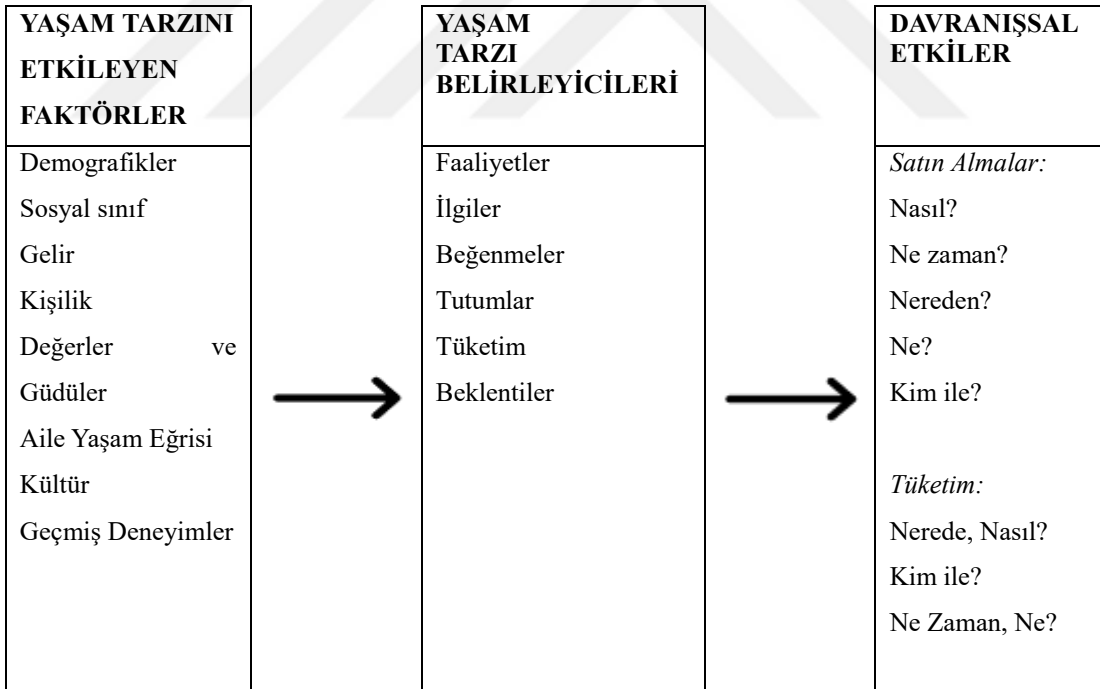 YAŞAM TARZINI
ETKİLEYEN
FAKTÖRLER
Demografikler
Sosyal sınıf
Gelir
Kişilik
Değerler ve
Güdüler
Aile Yaşam Eğrisi
Kültür
Geçmiş Deneyimler
YAŞAM
TARZI
BELİRLEYİCİLERİ
Faaliyetler
İlgiler
Beğenmeler
Tutumlar
Tüketim
Beklentiler
DAVRANIŞSAL
ETKİLER
Satın Almalar:
Nasıl?
Ne zaman?
Nereden?
Ne?
Kim ile?
Tüketim:
Nerede, Nasıl?
Kim ile?
Ne Zaman, Ne?